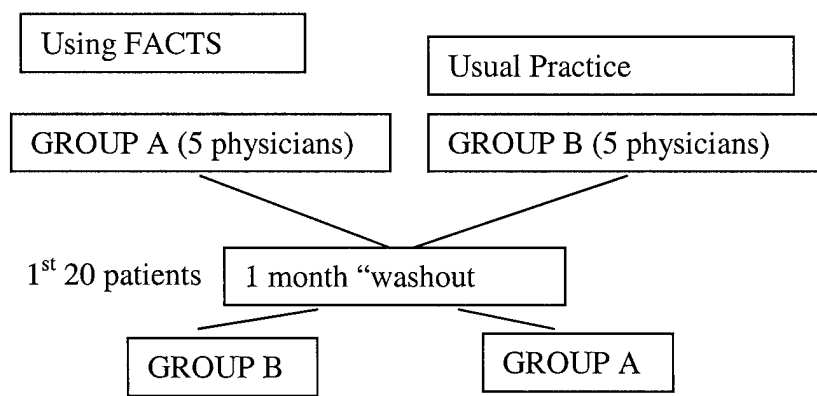 Using FACTS
Usual Practice
GROUP A (5 physicians)
GROUP B (5 physicians)
1st 20 patients
1 month “washout
GROUP B
GROUP A